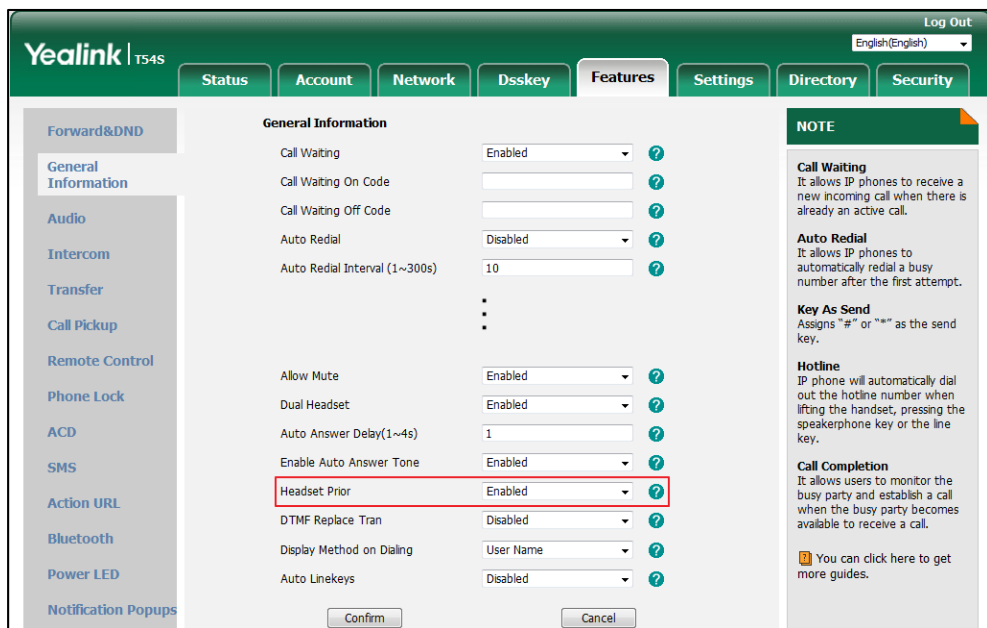 Log Out
Yealink | T54S
English(English)
Status Account Network Dsskey Features Settings Directory Security
Forward&DND
General
Information
Audio
Intercom
Transfer
Call Pickup
Remote Control
Phone Lock
ACD
SMS
Action URL
Bluetooth
Power LED
Notification Popups
General Information
Call Waiting Enabled ?
Call Waiting On Code ?
Call Waiting Off Code ?
Auto Redial Disabled ?
Auto Redial Interval (1~300s) 10 ?
Allow Mute Enabled ?
Dual Headset Enabled ?
Auto Answer Delay(1~4s) 1 ?
Enable Auto Answer Tone Enabled ?
Headset Prior Enabled ?
DTMF Replace Tran Disabled ?
Display Method on Dialing User Name ?
Auto Linekeys Disabled ?
Confirm Cancel
NOTE
Call Waiting
It allows IP phones to receive a
new incoming call when there is
already an active call.
Auto Redial
It allows IP phones to
automatically redial a busy
number after the first attempt.
Key As Send
Assigns "#" or "*" as the send
key.
Hotline
IP phone will automatically dial
out the hotline number when
lifting the handset, pressing the
speakerphone key or the line
key.
Call Completion
It allows users to monitor the
busy party and establish a call
when the busy party becomes
available to receive a call.
? You can click here to get
more guides.